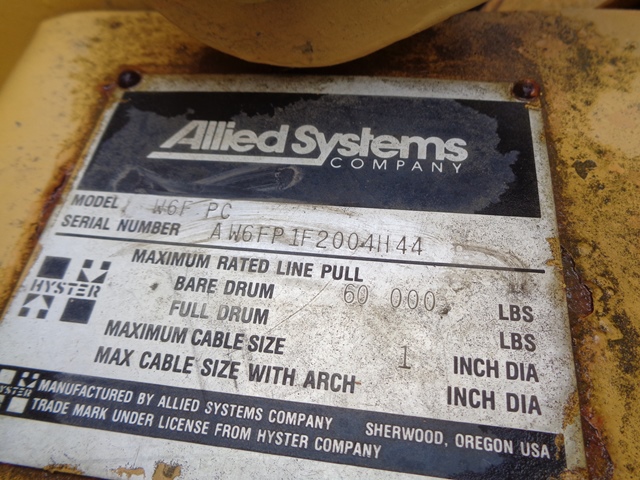 Allied Systems
COMPANY
MODEL W6F PC
SERIAL NUMBER AW6FP1F2004H44
MAXIMUM RATED LINE PULL
BARE DRUM 60 000 LBS
FULL DRUM LBS
MAXIMUM CABLE SIZE 1 INCH DIA
MAX CABLE SIZE WITH ARCH INCH DIA
HYSTER
HYSTER
MANUFACTURED BY ALLIED SYSTEMS COMPANY SHERWOOD, OREGON USA
TRADE MARK UNDER LICENSE FROM HYSTER COMPANY